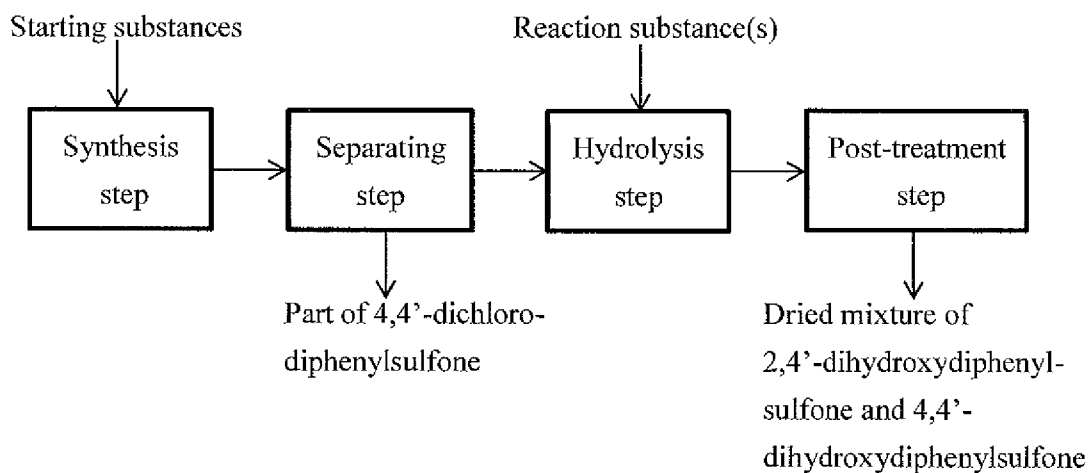 Starting substances
Reaction substance(s)
Synthesis
step
Separating
step
Hydrolysis
step
Post-treatment
step
Part of 4,4’-dichloro-
diphenylsulfone
Dried mixture of
2,4’-dihydroxydiphenyl-
sulfone and 4,4’-
dihydroxydiphenylsulfone